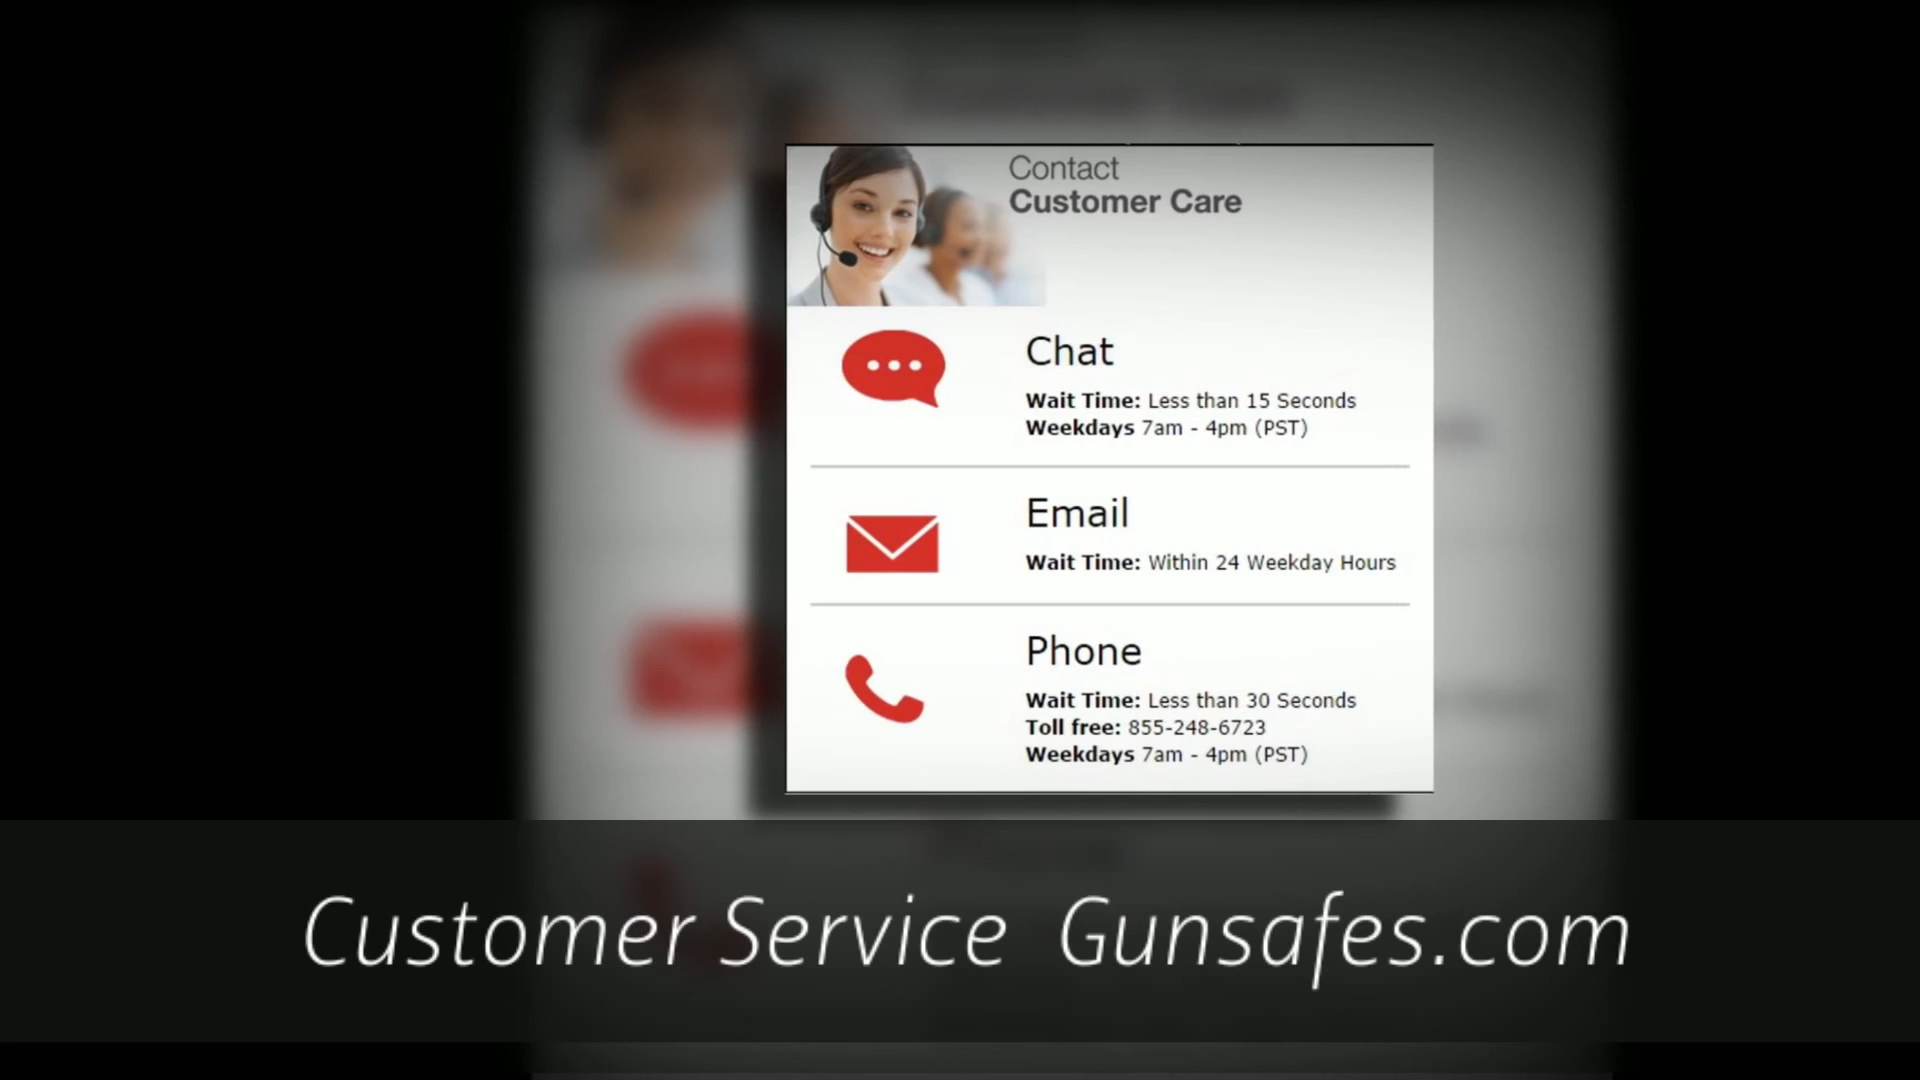 Contact
Customer Care
Chat
Wait Time: Less than 15 Seconds
Weekdays 7am - 4pm (PST)
Email
Wait Time: Within 24 Weekday Hours
Phone
Wait Time: Less than 30 Seconds
Toll free: 855-248-6723
Weekdays 7am - 4pm (PST)
Customer Service Gunsafes.com